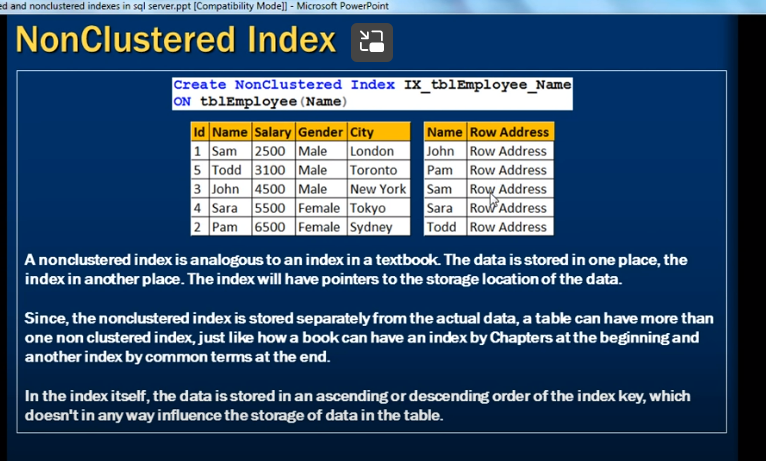 ed and nonclustered indexes in sql server.ppt [Compatibility Mode]] - Microsoft PowerPoint
NonClustered Index
Create NonClustered Index IX_tblEmployee_Name
ON tblEmployee(Name)
Id Name Salary Gender City
1 Sam 2500 Male London
5 Todd 3100 Male Toronto
3 John 4500 Male New York
4 Sara 5500 Female Tokyo
2 Pam 6500 Female Sydney
Name Row Address
John Row Address
Pam Row Address
Sam Row Address
Sara Row Address
Todd Row Address
A nonclustered index is analogous to an index in a textbook. The data is stored in one place, the
index in another place. The index will have pointers to the storage location of the data.
Since, the nonclustered index is stored separately from the actual data, a table can have more than
one non clustered index, just like how a book can have an index by Chapters at the beginning and
another index by common terms at the end.
In the index itself, the data is stored in an ascending or descending order of the index key, which
doesn't in any way influence the storage of data in the table.